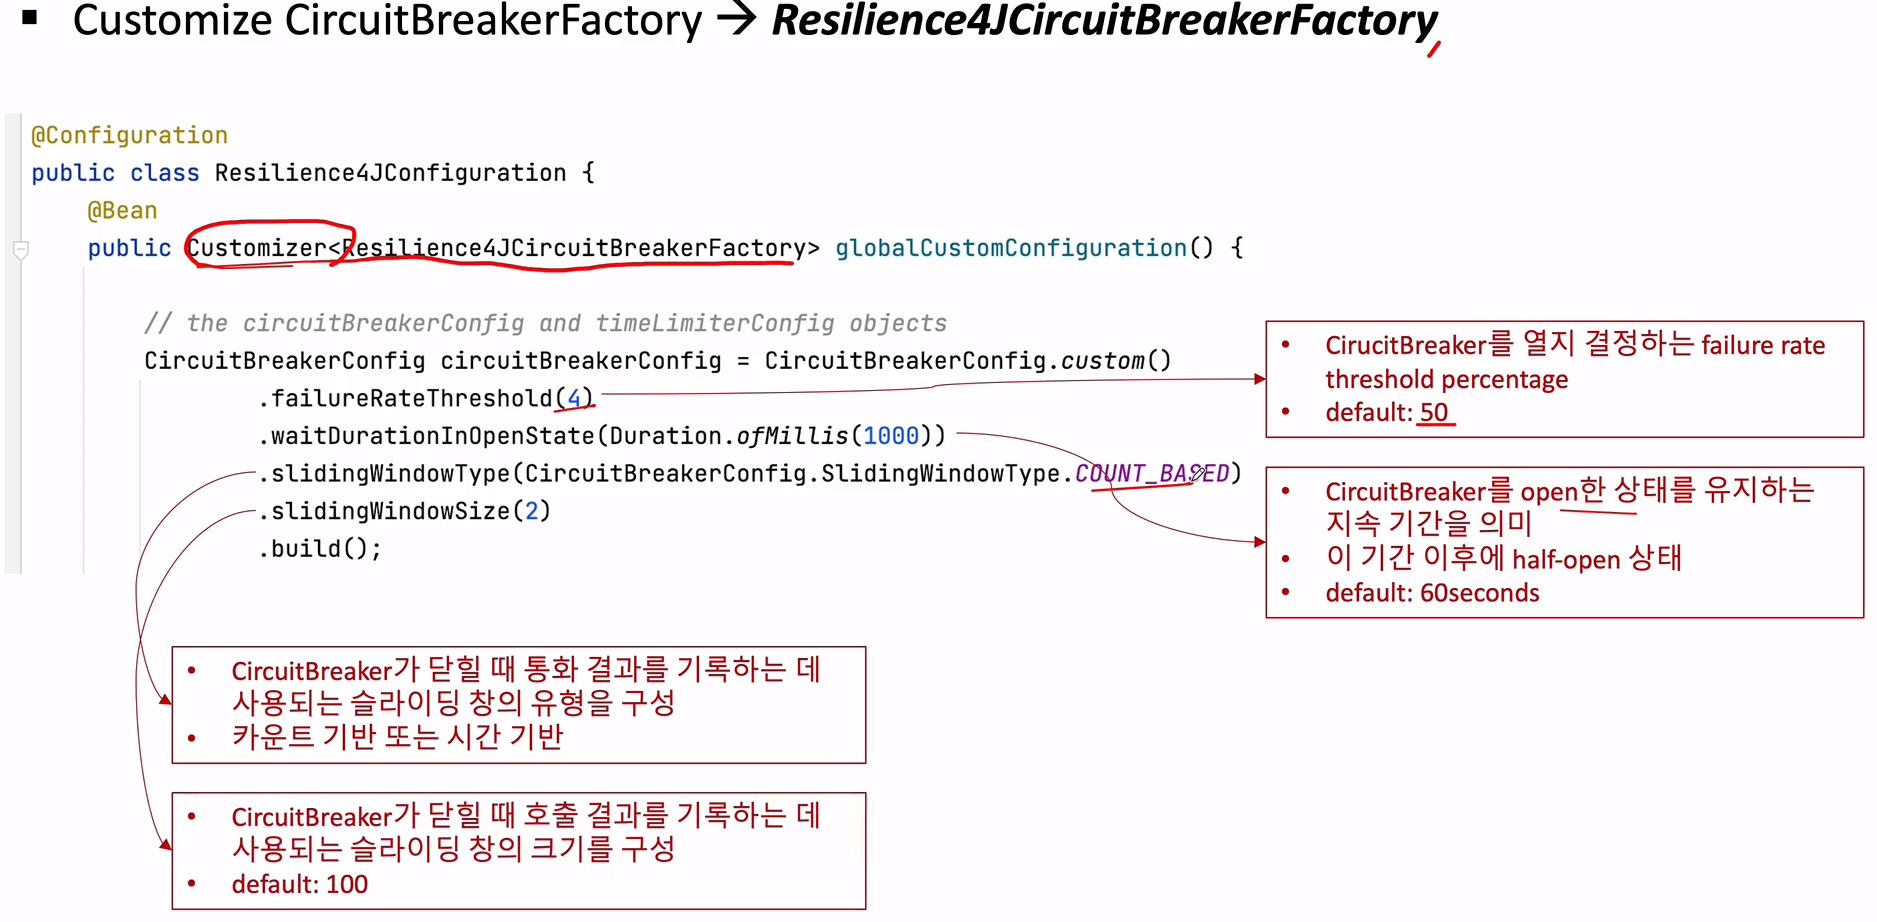 ▪ Customize CircuitBreakerFactory → Resilience4JCircuitBreakerFactory
@Configuration
public class Resilience4JConfiguration {
@Bean
public Customizer<Resilience4JCircuitBreakerFactory> globalCustomConfiguration() {
// the circuitBreakerConfig and timeLimiterConfig objects
CircuitBreakerConfig circuitBreakerConfig = CircuitBreakerConfig.custom()
.failureRateThreshold(4)
.waitDurationInOpenState(Duration.ofMillis(1000))
.slidingWindowType(CircuitBreakerConfig.SlidingWindowType.COUNT_BASED)
.slidingWindowSize(2)
.build();
• CirucitBreaker를 열지 결정하는 failure rate
threshold percentage
• default: 50
• CircuitBreaker를 open한 상태를 유지하는
지속 기간을 의미
• 이 기간 이후에 half-open 상태
• default: 60seconds
• CircuitBreaker가 닫힐 때 통화 결과를 기록하는 데
사용되는 슬라이딩 창의 유형을 구성
• 카운트 기반 또는 시간 기반
• CircuitBreaker가 닫힐 때 호출 결과를 기록하는 데
사용되는 슬라이딩 창의 크기를 구성
• default: 100